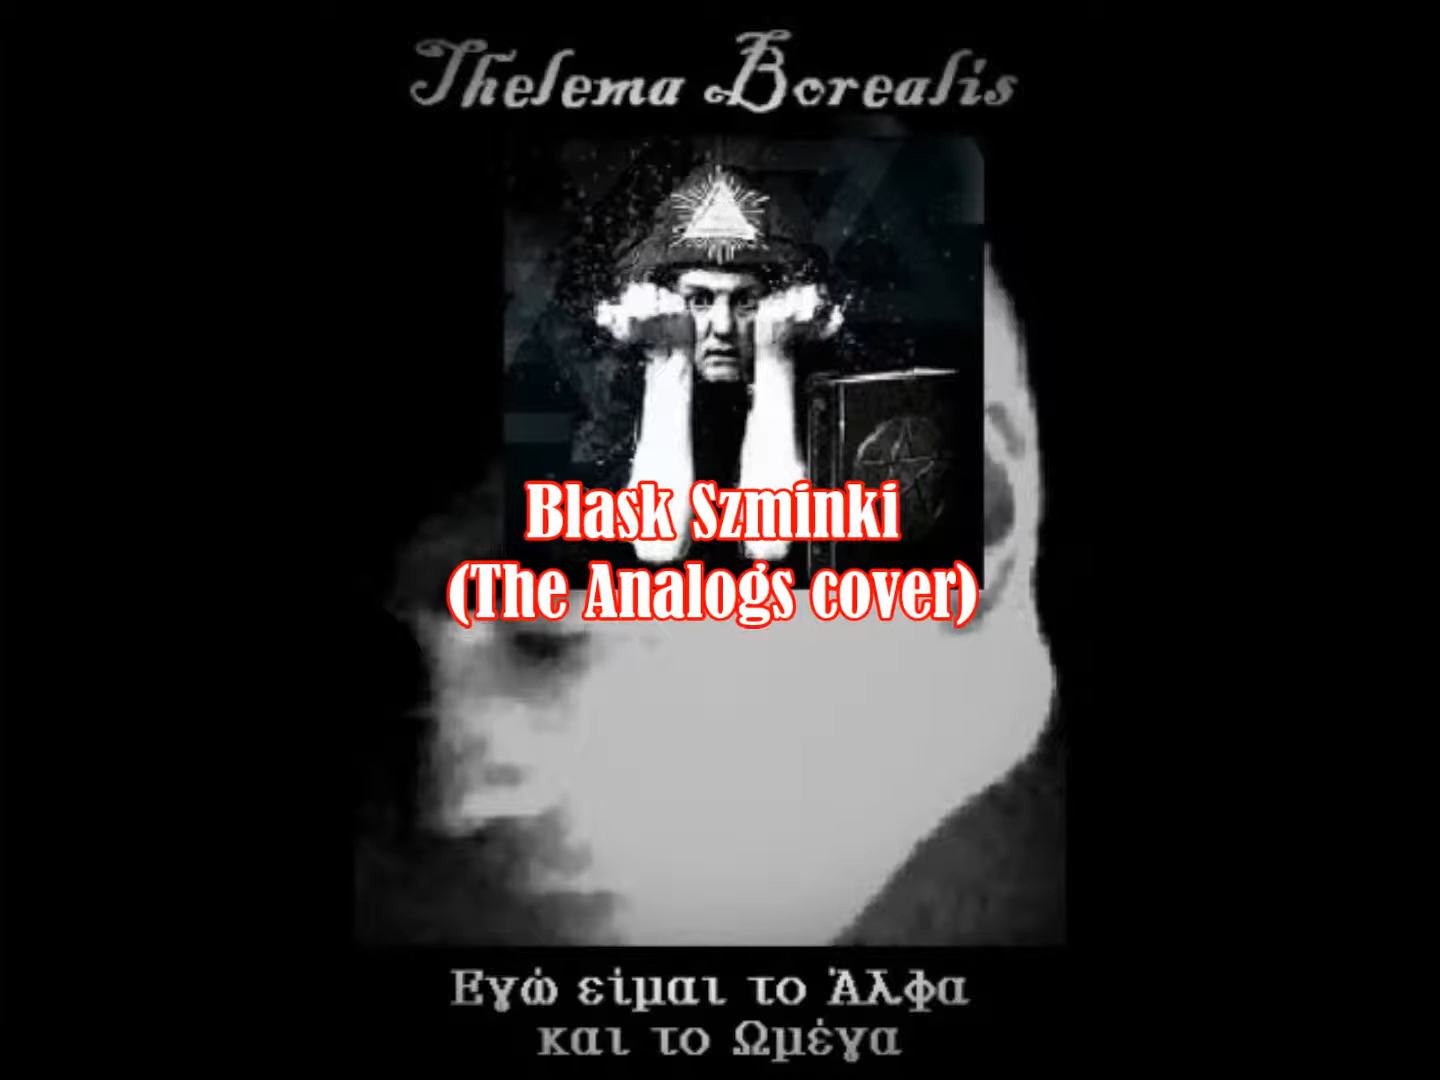 Thelema Borealis
Blask Szminki
(The Analogs cover)
Εγώ είμαι το Άλφα
και το Ωμέγα